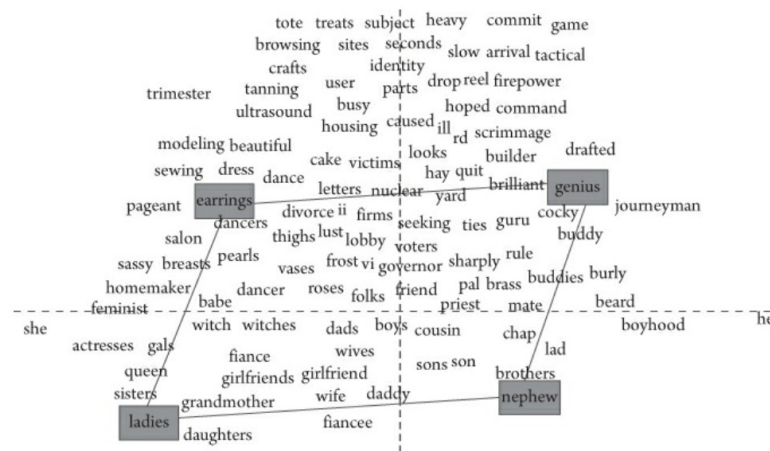 tote treats subject heavy commit game
browsing sites seconds slow arrival tactical
crafts identity
trimester tanning user parts drop reel firepower
ultrasound busy hoped command
housing caused ill rd scrimmage
modeling beautiful looks builder drafted
sewing dress dance cake victims hay quit
earrings letters nuclear yard brilliant genius
pageant dancers divorce ii firms seeking ties guru cocky journeyman
salon thighs lust lobby voters buddy
sassy breasts pearls vases frost vi governor sharply rule
homemaker dancer roses folks friend pal brass buddies burly
feminist babe priest mate beard
she witch witches dads boys cousin chap boyhood he
actresses gals fiance wives lad
queen girlfriends girlfriend sons son brothers
sisters grandmother wife daddy nephew
ladies daughters fiancee